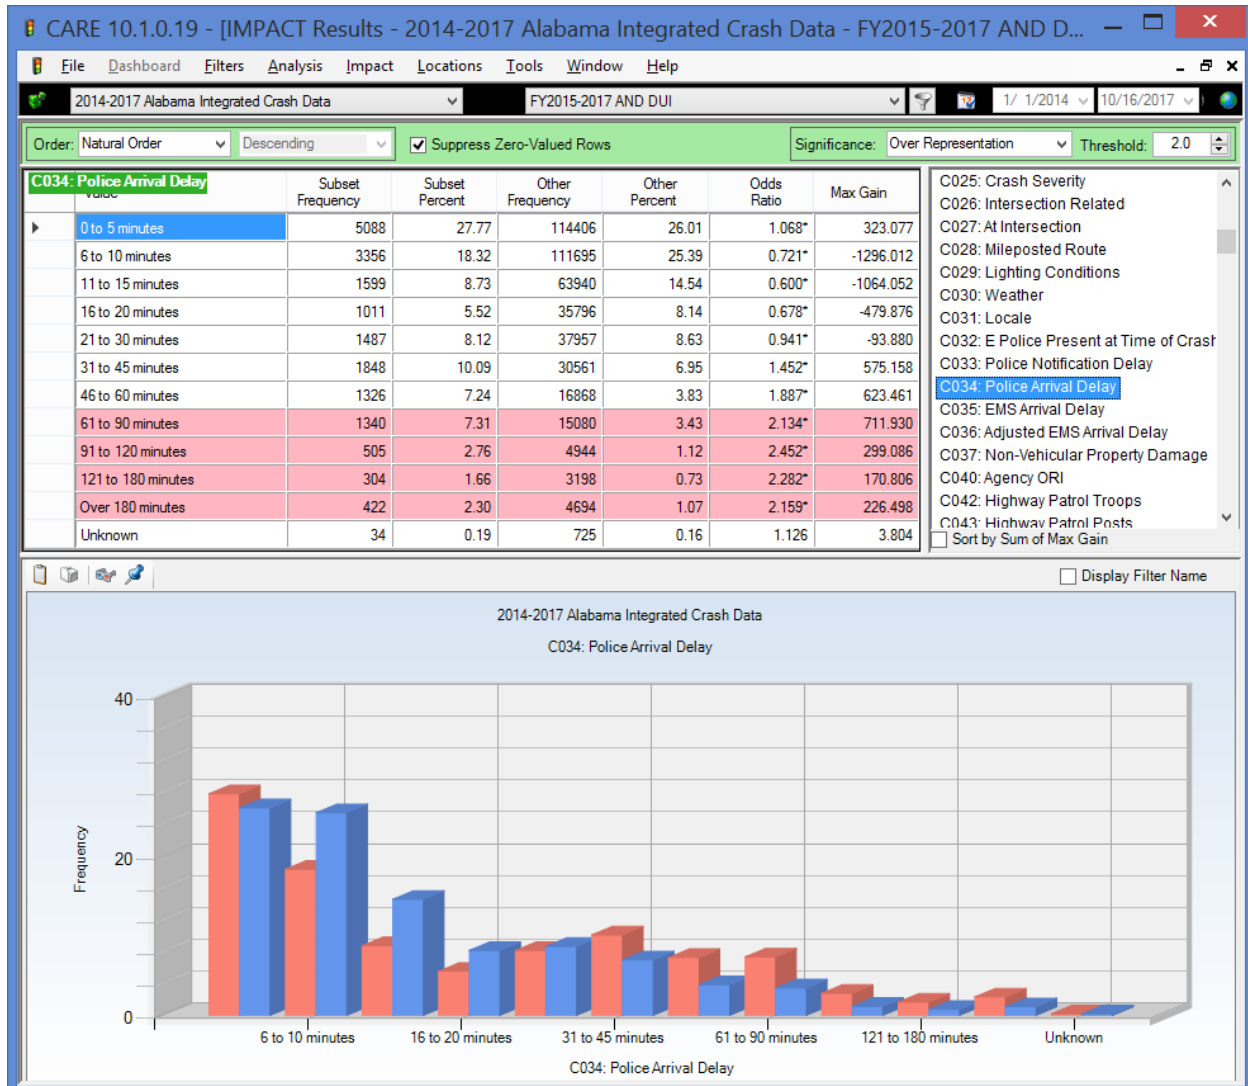 CARE 10.1.0.19 - [IMPACT Results - 2014-2017 Alabama Integrated Crash Data - FY2015-2017 AND D...
File Dashboard Filters Analysis Impact Locations Tools Window Help
2014-2017 Alabama Integrated Crash Data FY2015-2017 AND DUI 1/ 1/2014 10/16/2017
Order: Natural Order Descending Suppress Zero-Valued Rows Significance: Over Representation Threshold: 2.0
C034: Police Arrival Delay Subset Frequency Subset Percent Other Frequency Other Percent Odds Ratio Max Gain
0 to 5 minutes 5088 27.77 114406 26.01 1.068* 323.077
6 to 10 minutes 3356 18.32 111695 25.39 0.721* -1296.012
11 to 15 minutes 1599 8.73 63940 14.54 0.600* -1064.052
16 to 20 minutes 1011 5.52 35796 8.14 0.678* -479.876
21 to 30 minutes 1487 8.12 37957 8.63 0.941* -93.880
31 to 45 minutes 1848 10.09 30561 6.95 1.452* 575.158
46 to 60 minutes 1326 7.24 16868 3.83 1.887* 623.461
61 to 90 minutes 1340 7.31 15080 3.43 2.134* 711.930
91 to 120 minutes 505 2.76 4944 1.12 2.452* 299.086
121 to 180 minutes 304 1.66 3198 0.73 2.282* 170.806
Over 180 minutes 422 2.30 4694 1.07 2.159* 226.498
Unknown 34 0.19 725 0.16 1.126 3.804
C025: Crash Severity
C026: Intersection Related
C027: At Intersection
C028: Mileposted Route
C029: Lighting Conditions
C030: Weather
C031: Locale
C032: E Police Present at Time of Crash
C033: Police Notification Delay
C034: Police Arrival Delay
C035: EMS Arrival Delay
C036: Adjusted EMS Arrival Delay
C037: Non-Vehicular Property Damage
C040: Agency ORI
C042: Highway Patrol Troops
C043: Highway Patrol Posts
Sort by Sum of Max Gain
Display Filter Name
2014-2017 Alabama Integrated Crash Data
C034: Police Arrival Delay
40
20
0
Frequency
6 to 10 minutes 16 to 20 minutes 31 to 45 minutes 61 to 90 minutes 121 to 180 minutes Unknown
C034: Police Arrival Delay